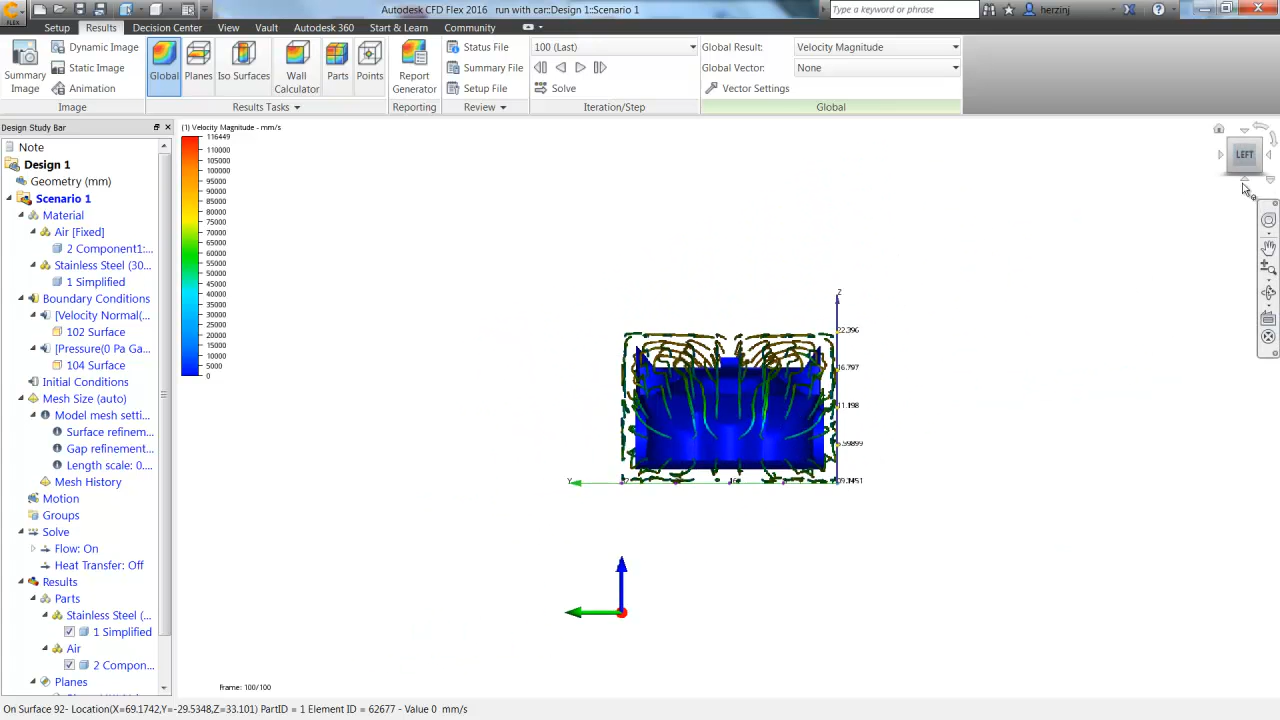 Autodesk CFD Flex 2016 run with car::Design 1::Scenario 1
Type a keyword or phrase
herzinj
FLEX
Setup Results Decision Center View Vault Autodesk 360 Start & Learn Community
Summary Image
Dynamic Image
Static Image
Animation
Image
Global
Planes
Iso Surfaces
Wall Calculator
Parts
Points
Results Tasks
Report Generator
Reporting
Status File
Summary File
Setup File
Review
100 (Last)
Solve
Iteration/Step
Global Result: Velocity Magnitude
Global Vector: None
Vector Settings
Global
Design Study Bar
Note
Design 1
Geometry (mm)
Scenario 1
Material
Air [Fixed]
2 Component1:...
Stainless Steel (30...
1 Simplified
Boundary Conditions
[Velocity Normal(...
102 Surface
[Pressure(0 Pa Ga...
104 Surface
Initial Conditions
Mesh Size (auto)
Model mesh setti...
Surface refinem...
Gap refinement...
Length scale: 0....
Mesh History
Motion
Groups
Solve
Flow: On
Heat Transfer: Off
Results
Parts
Stainless Steel (...
1 Simplified
Air
2 Compon...
Planes
(1) Velocity Magnitude - mm/s
116449
110000
105000
100000
95000
90000
85000
80000
75000
70000
65000
60000
55000
50000
45000
40000
35000
30000
25000
20000
15000
10000
5000
0
LEFT
Z
22.396
16.797
11.198
Y
Frame: 100/100
On Surface 92- Location(X=69.1742,Y=-29.5348,Z=33.101) PartID = 1 Element ID = 62677 - Value 0 mm/s